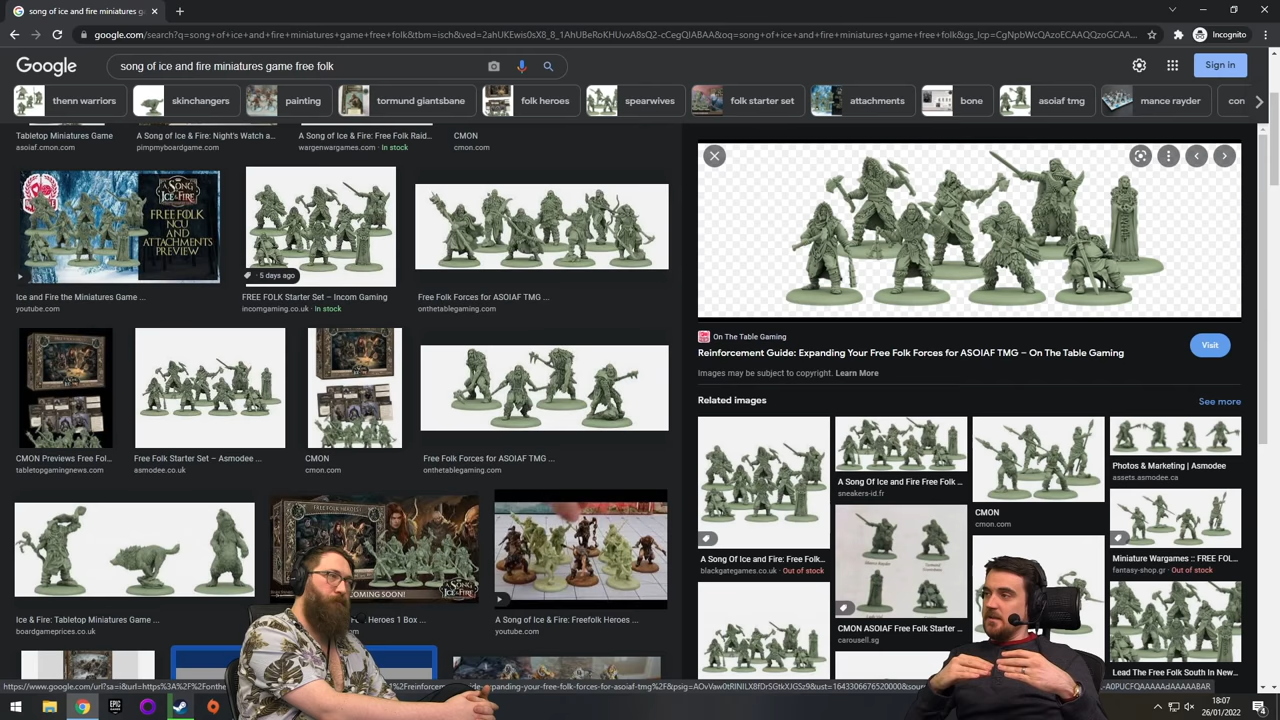 song of ice and fire miniatures g
google.com/search?q=song+of+ice+and+fire+miniatures+game+free+folk&tbm=isch&ved=2ahUKEwis0sX8_8_1AhUBeRoKHUvxA8sQ2-cCegQIABAA&oq=song+of+ice+and+fire+miniatures+game+free+folk&gs_lcp=CgNpbWcQAzoECAAQQzoGCAA...
Incognito
Google
song of ice and fire miniatures game free folk
Sign in
thenn warriors
skinchangers
painting
tormund giantsbane
folk heroes
spearwives
folk starter set
attachments
bone
asoiaf tmg
mance rayder
con
Tabletop Miniatures Game
asoiaf.cmon.com
A Song of Ice & Fire: Night's Watch a...
pimpmyboardgame.com
A Song of Ice & Fire: Free Folk Raid...
wargenwargames.com · In stock
CMON
cmon.com
A SONG OF
ICE & FIRE
FREE FOLK
NCU
AND
ATTACHMENTS
PREVIEW
· 5 days ago
Ice and Fire the Miniatures Game ...
youtube.com
FREE FOLK Starter Set – Incom Gaming
incomgaming.co.uk · In stock
Free Folk Forces for ASOIAF TMG ...
onthetablegaming.com
CMON Previews Free Fol...
tabletopgamingnews.com
Free Folk Starter Set – Asmodee ...
asmodee.co.uk
CMON
cmon.com
Free Folk Forces for ASOIAF TMG ...
onthetablegaming.com
FREE FOLK HEROES I
COMING SOON!
Ice & Fire: Tabletop Miniatures Game ...
boardgameprices.co.uk
Heroes 1 Box ...
A Song of Ice & Fire: Freefolk Heroes ...
youtube.com
On The Table Gaming
Reinforcement Guide: Expanding Your Free Folk Forces for ASOIAF TMG – On The Table Gaming
Visit
Images may be subject to copyright. Learn More
Related images
See more
A Song Of Ice and Fire: Free Folk...
blackgategames.co.uk · Out of stock
A Song Of Ice and Fire Free Folk ...
sneakers-id.fr
CMON ASOIAF Free Folk Starter ...
carousell.sg
CMON
cmon.com
Photos & Marketing | Asmodee
assets.asmodee.ca
Miniature Wargames :: FREE FOL...
fantasy-shop.gr · Out of stock
Lead The Free Folk South In New...
18:07
26/01/2022
4